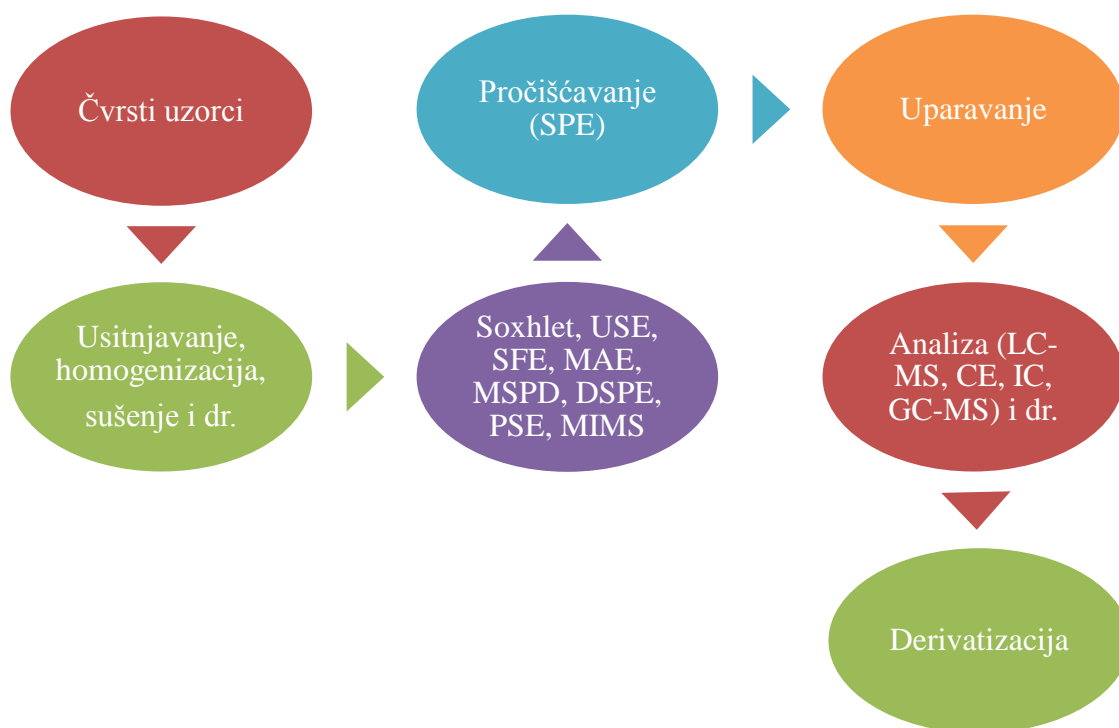 Čvrsti uzorci
Usitnjavanje,
homogenizacija,
sušenje i dr.
Soxhlet, USE,
SFE, MAE,
MSPD, DSPE,
PSE, MIMS
Pročišćavanje
(SPE)
Uparavanje
Analiza (LC-
MS, CE, IC,
GC-MS) i dr.
Derivatizacija